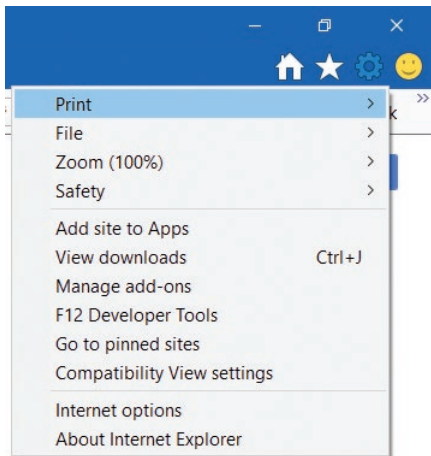 Print
k
File
Zoom (100%)
Safety
Add site to Apps
View downloads Ctrl+J
Manage add-ons
F12 Developer Tools
Go to pinned sites
Compatibility View settings
Internet options
About Internet Explorer